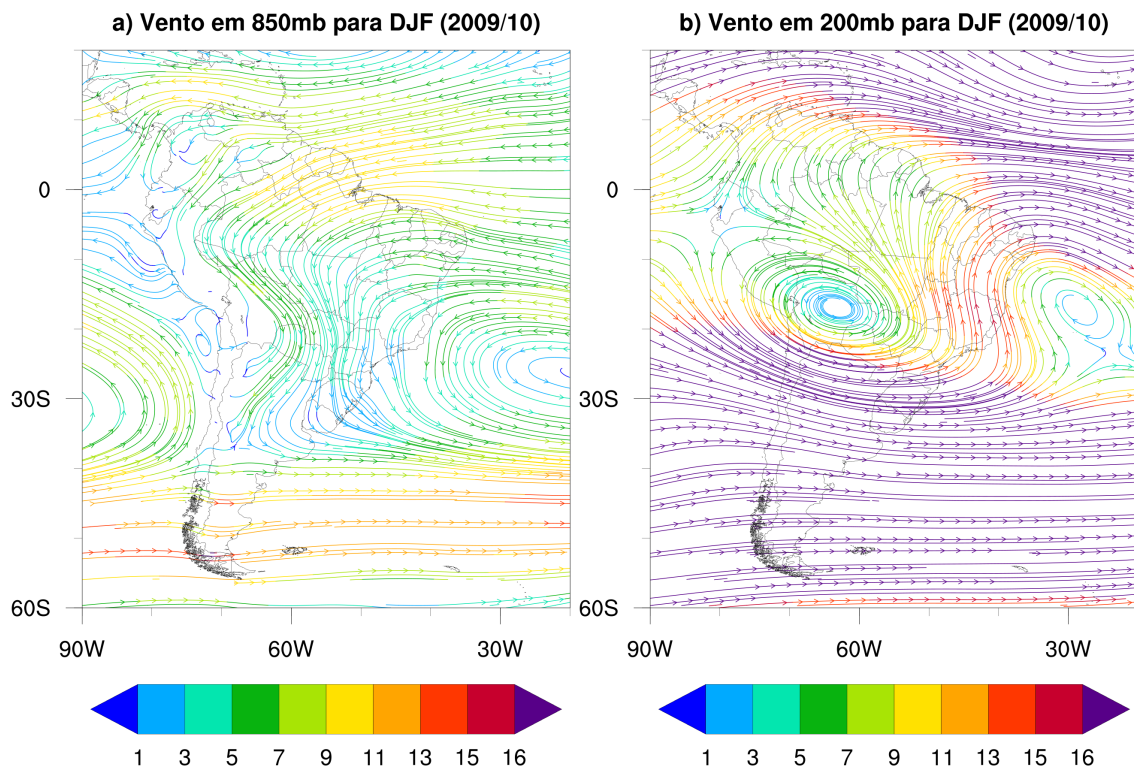 a) Vento em 850mb para DJF (2009/10)
0
30S
60S
90W 60W 30W
1 3 5 7 9 11 13 15 16
b) Vento em 200mb para DJF (2009/10)
0
30S
60S
90W 60W 30W
1 3 5 7 9 11 13 15 16